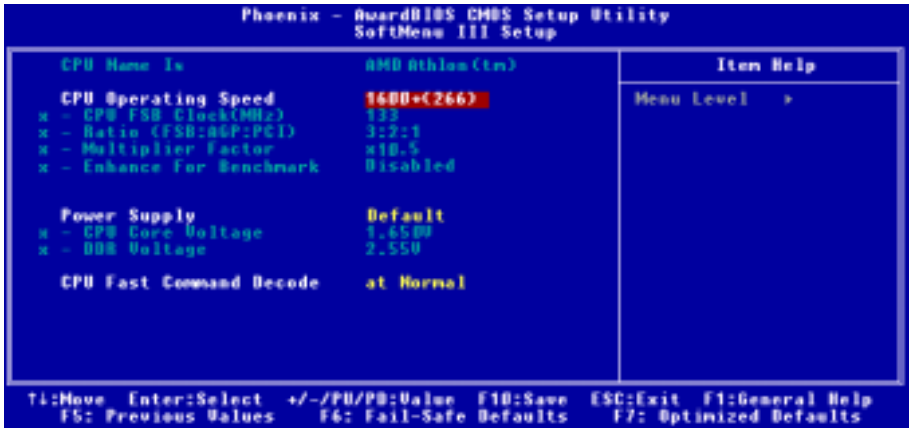 Phoenix - AwardBIOS CMOS Setup Utility
SoftMenu III Setup
CPU Name Is AMD Athlon(tm)
Item Help
CPU Operating Speed 1600+(266)
Menu Level ▸
x - CPU FSB Clock(MHz) 133
x - Ratio (FSB:AGP:PCI) 3:2:1
x - Multiplier Factor x10.5
x - Enhance For Benchmark Disabled
Power Supply Default
x - CPU Core Voltage 1.650V
x - DDR Voltage 2.55V
CPU Fast Command Decode at Normal
↑↓:Move Enter:Select +/-/PU/PD:Value F10:Save ESC:Exit F1:General Help
F5: Previous Values F6: Fail-Safe Defaults F7: Optimized Defaults